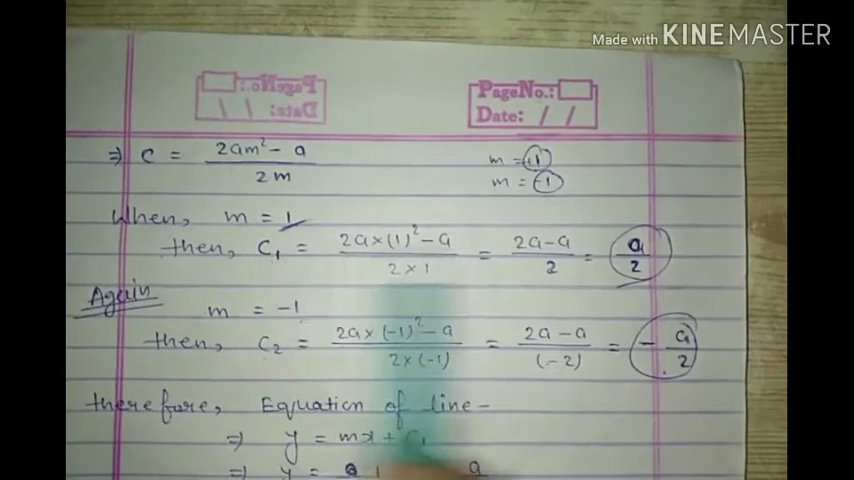 Made with KINEMASTER
PageNo.:
Date: / /
⇒ c = (2am² - a)/(2m)
m = +1
m = -1
When, m = 1
then, C₁ = (2a×(1)² - a)/(2×1) = (2a-a)/2 = a/2
Again m = -1
then, C₂ = (2a×(-1)² - a)/(2×(-1)) = (2a-a)/(-2) = -a/2
therefore, Equation of line-
⇒ y = mx + C₁
⇒ y =